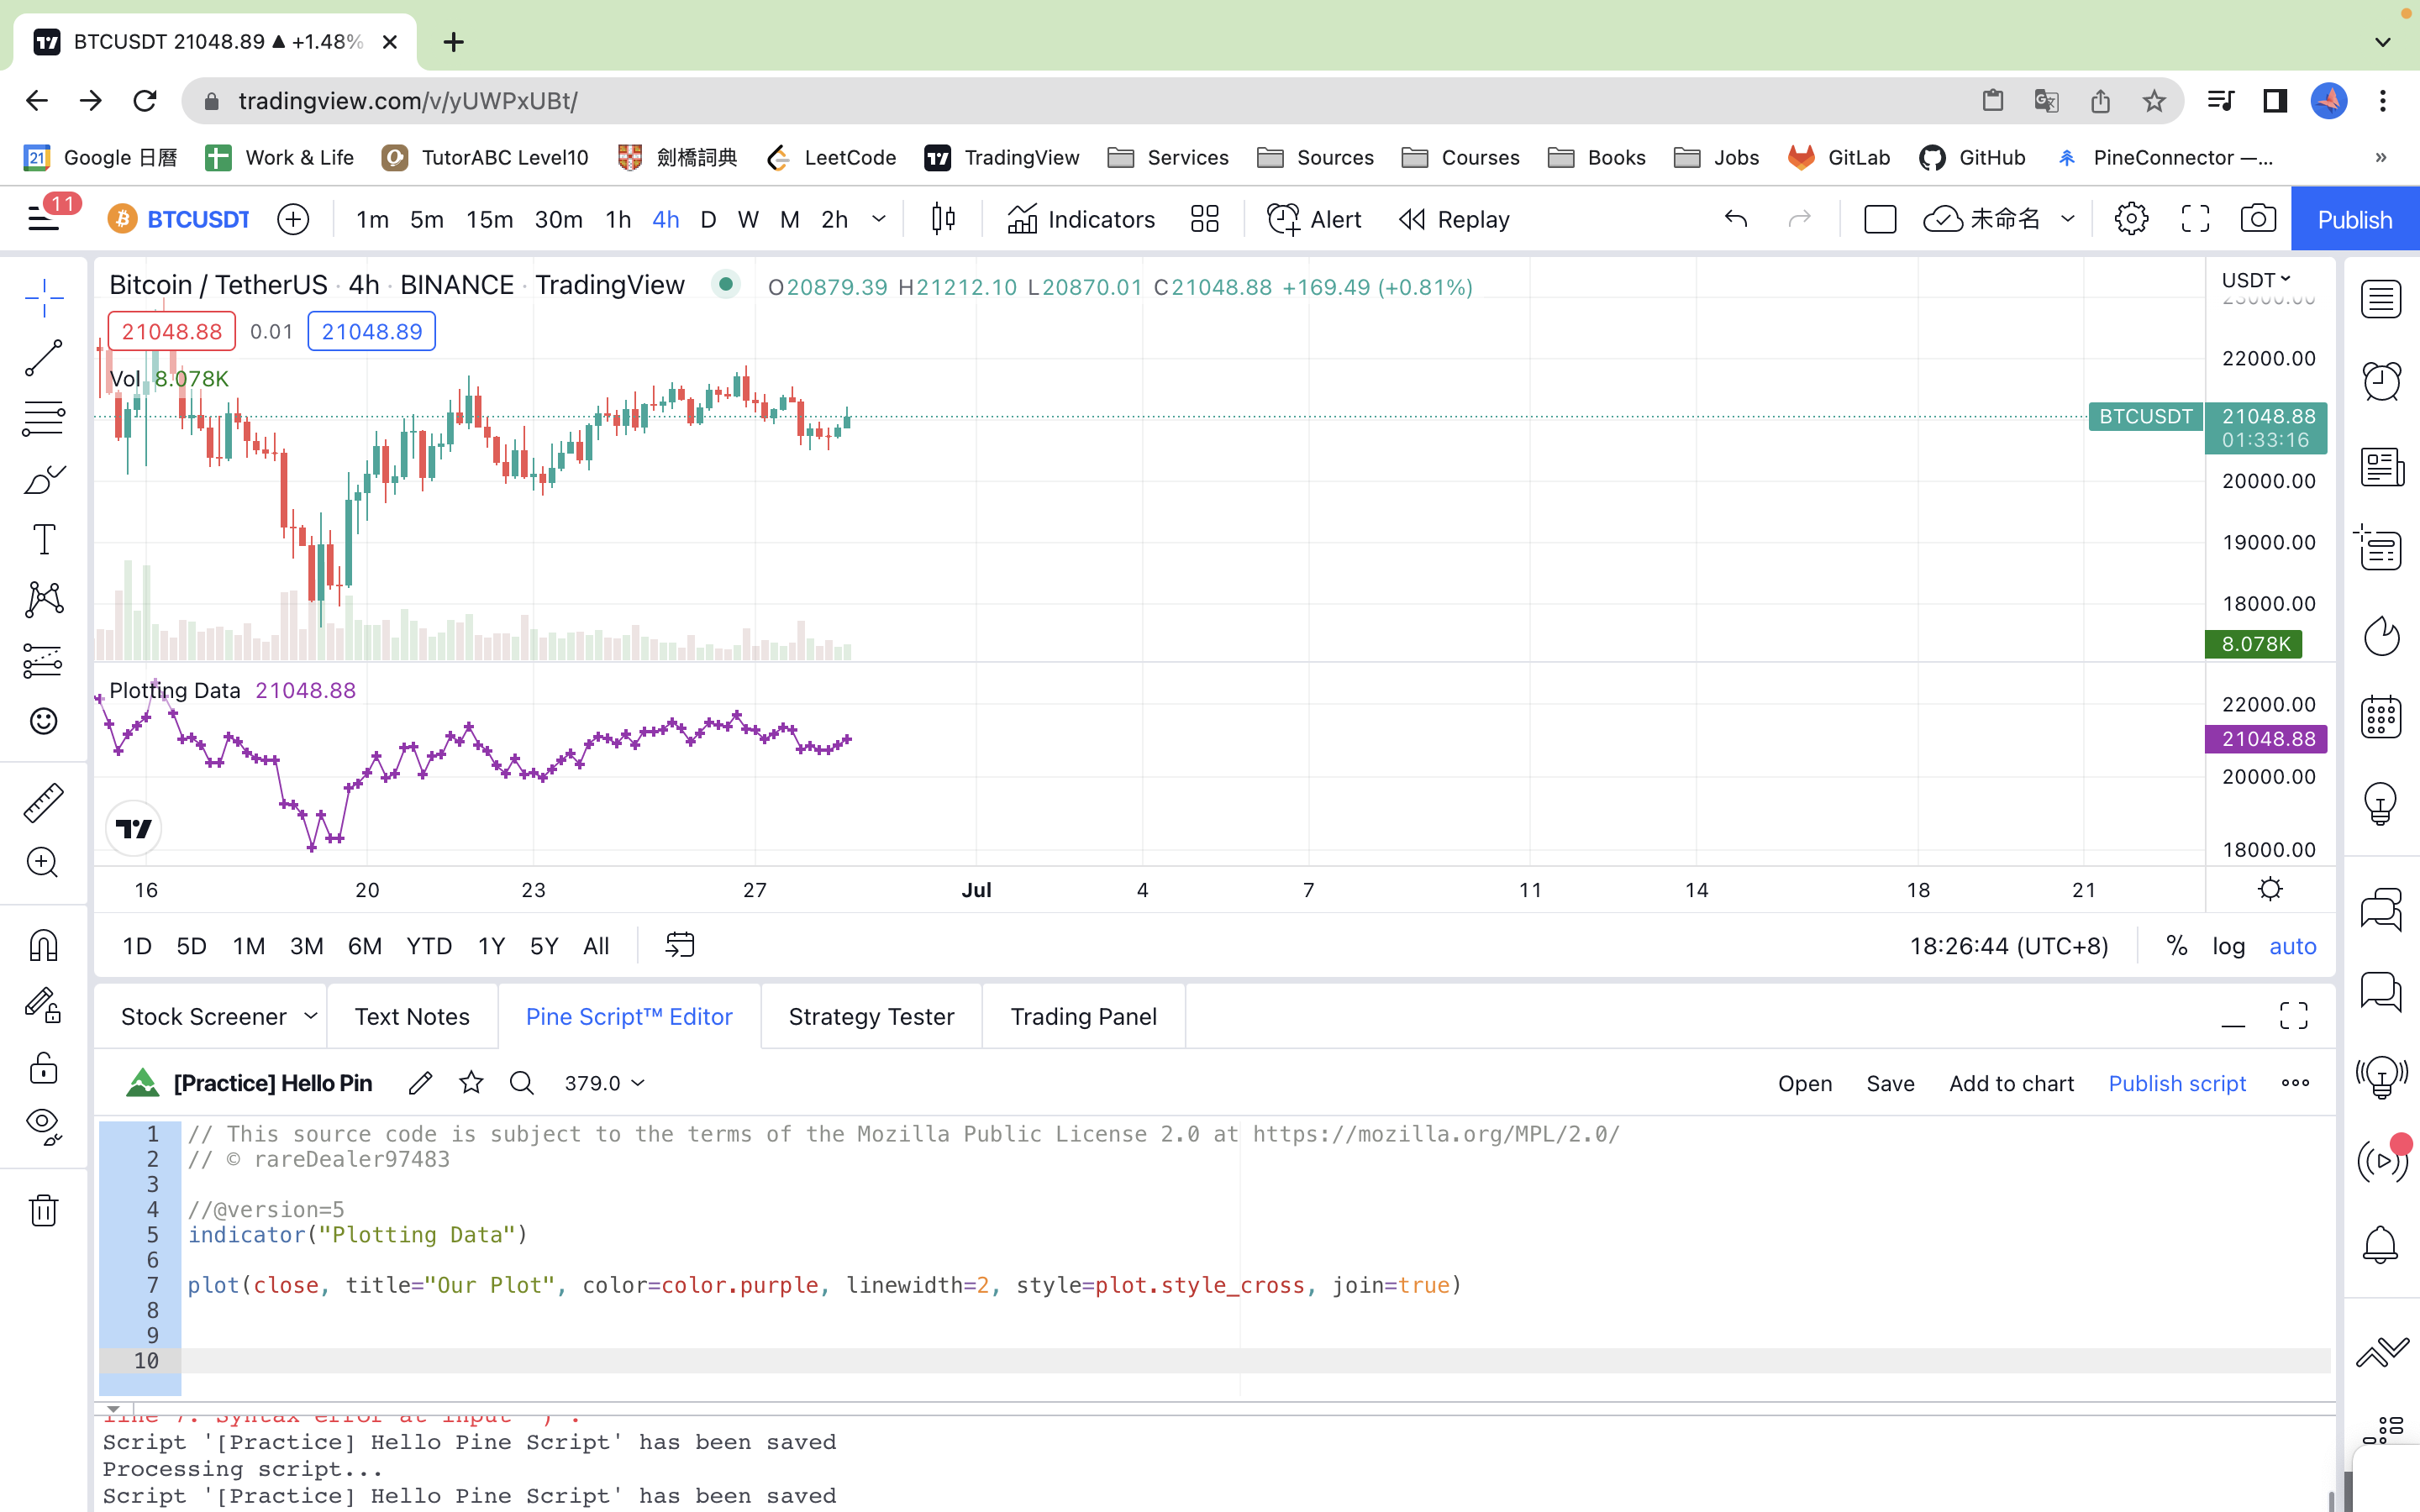 BTCUSDT 21048.89 ▲ +1.48%
tradingview.com/v/yUWPxUBt/
21 Google 日曆 Work & Life TutorABC Level10 劍橋詞典 LeetCode TradingView Services Sources Courses Books Jobs GitLab GitHub PineConnector —... »
11 BTCUSDT 1m 5m 15m 30m 1h 4h D W M 2h Indicators Alert Replay 未命名 Publish
Bitcoin / TetherUS · 4h · BINANCE · TradingView O20879.39 H21212.10 L20870.01 C21048.88 +169.49 (+0.81%) USDT
23000.00
21048.88 0.01 21048.89
22000.00
Vol 8.078K
BTCUSDT 21048.88
01:33:16
20000.00
19000.00
18000.00
8.078K
Plotting Data 21048.88
22000.00
21048.88
20000.00
18000.00
16 20 23 27 Jul 4 7 11 14 18 21
1D 5D 1M 3M 6M YTD 1Y 5Y All 18:26:44 (UTC+8) % log auto
Stock Screener Text Notes Pine Script™ Editor Strategy Tester Trading Panel
[Practice] Hello Pin 379.0 Open Save Add to chart Publish script
1 // This source code is subject to the terms of the Mozilla Public License 2.0 at https://mozilla.org/MPL/2.0/
2 // © rareDealer97483
3
4 //@version=5
5 indicator("Plotting Data")
6
7 plot(close, title="Our Plot", color=color.purple, linewidth=2, style=plot.style_cross, join=true)
8
9
10
line 7: Syntax error at input ')'.
Script '[Practice] Hello Pine Script' has been saved
Processing script...
Script '[Practice] Hello Pine Script' has been saved